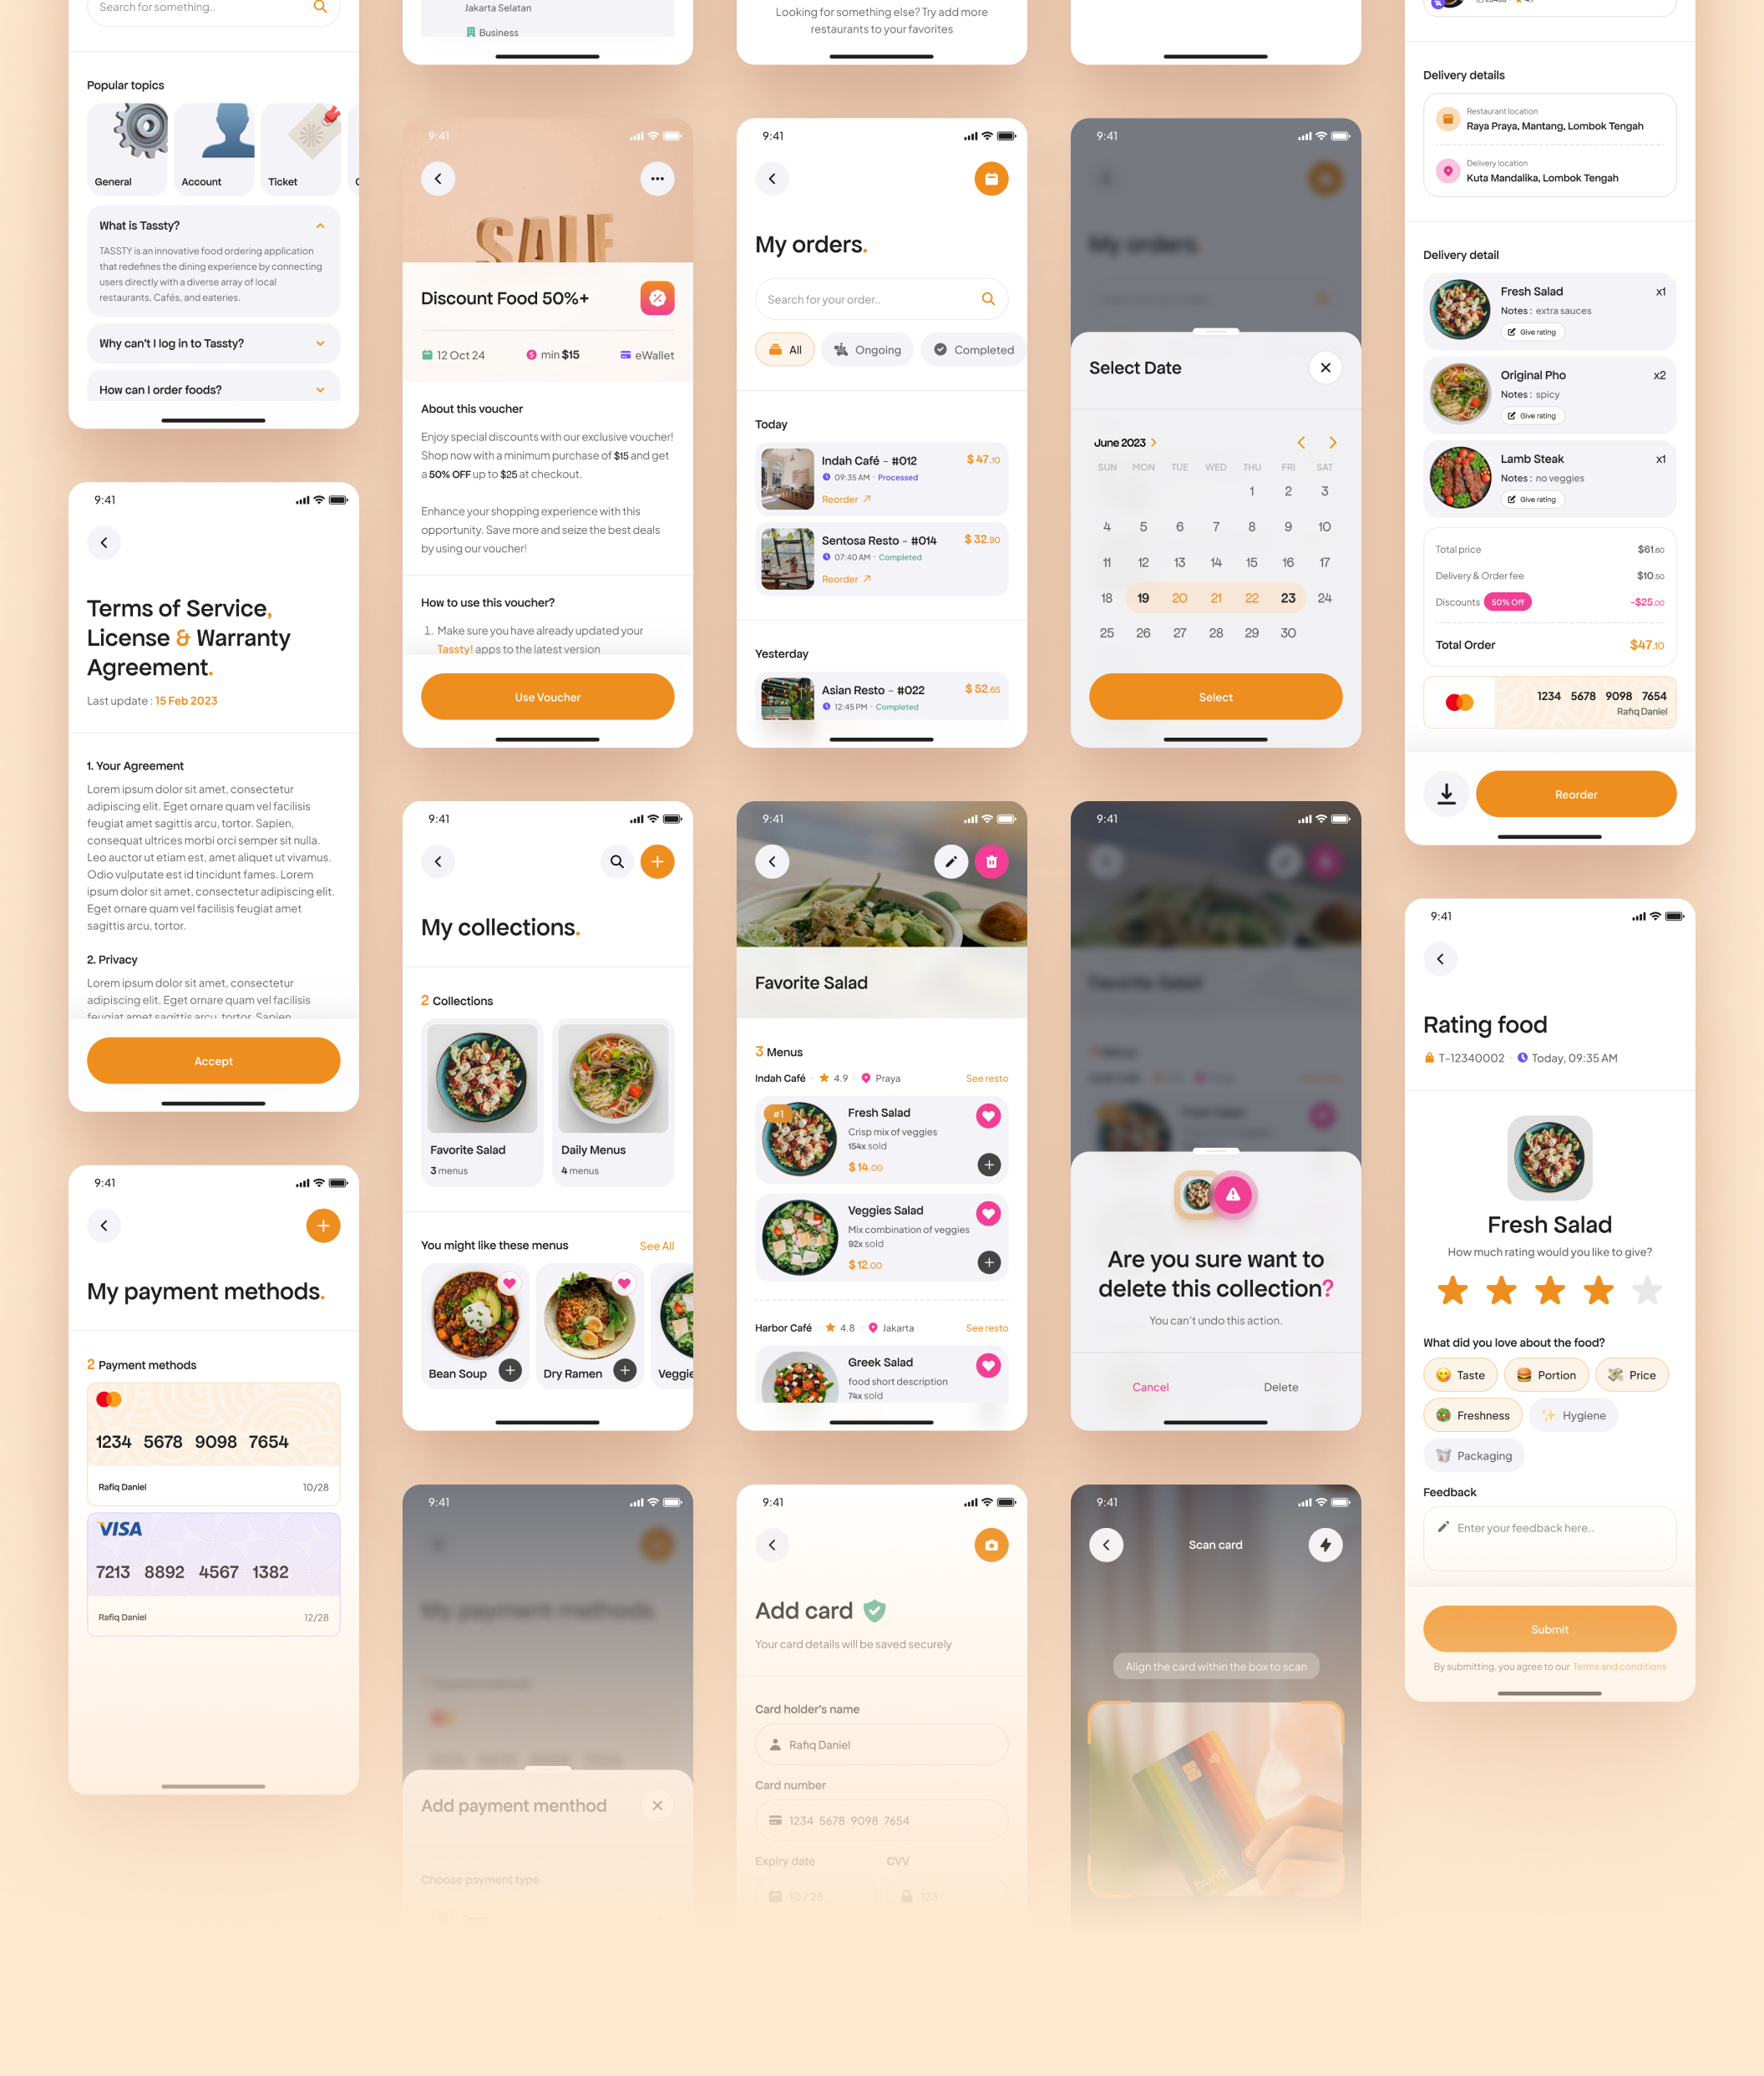 Search for something..
Popular topics
General
Account
Ticket
What is Tassty?
TASSTY is an innovative food ordering application
that redefines the dining experience by connecting
users directly with a diverse array of local
restaurants, Cafés, and eateries.
Why can't I log in to Tassty?
How can I order foods?
9:41
Terms of Service,
License & Warranty
Agreement.
Last update : 15 Feb 2023
1. Your Agreement
Lorem ipsum dolor sit amet, consectetur
adipiscing elit. Eget ornare quam vel facilisis
feugiat amet sagittis arcu, tortor. Sapien,
consequat ultrices morbi orci semper sit nulla.
Leo auctor ut etiam est, amet aliquet ut vivamus.
Odio vulputate est id tincidunt fames. Lorem
ipsum dolor sit amet, consectetur adipiscing elit.
Eget ornare quam vel facilisis feugiat amet
sagittis arcu, tortor.
2. Privacy
Lorem ipsum dolor sit amet, consectetur
adipiscing elit. Eget ornare quam vel facilisis
feugiat amet sagittis arcu, tortor. Sapien
Accept
9:41
My payment methods.
2 Payment methods
1234 5678 9098 7654
Rafiq Daniel 10/28
VISA
7213 8892 4567 1382
Rafiq Daniel 12/28
Jakarta Selatan
Business
9:41
SALE
Discount Food 50%+
12 Oct 24 min $15 eWallet
About this voucher
Enjoy special discounts with our exclusive voucher!
Shop now with a minimum purchase of $15 and get
a 50% OFF up to $25 at checkout.
Enhance your shopping experience with this
opportunity. Save more and seize the best deals
by using our voucher!
How to use this voucher?
1. Make sure you have already updated your
Tassty! apps to the latest version
Use Voucher
9:41
My collections.
2 Collections
Favorite Salad
3 menus
Daily Menus
4 menus
You might like these menus See All
Bean Soup
Dry Ramen
Veggie
9:41
My payment methods
Add payment menthod
Choose payment type
Looking for something else? Try add more
restaurants to your favorites
9:41
My orders.
Search for your order..
All Ongoing Completed
Today
Indah Café - #012 $ 47.10
09:35 AM · Processed
Reorder
Sentosa Resto - #014 $ 32.90
07:40 AM · Completed
Reorder
Yesterday
Asian Resto - #022 $ 52.65
12:45 PM · Completed
9:41
Favorite Salad
3 Menus
Indah Café · 4.9 · Praya See resto
#1
Fresh Salad
Crisp mix of veggies
154x sold
$ 14.00
Veggies Salad
Mix combination of veggies
92x sold
$ 12.00
Harbor Café · 4.8 · Jakarta See resto
Greek Salad
food short description
74x sold
9:41
Add card
Your card details will be saved securely
Card holder's name
Rafiq Daniel
Card number
1234 5678 9098 7654
Expiry date CVV
10 / 28 123
9:41
My orders.
Select Date
June 2023
SUN MON TUE WED THU FRI SAT
1 2 3
4 5 6 7 8 9 10
11 12 13 14 15 16 17
18 19 20 21 22 23 24
25 26 27 28 29 30
Select
9:41
Favorite Salad
Are you sure want to
delete this collection?
You can't undo this action.
Cancel Delete
9:41
Scan card
Align the card within the box to scan
bunq
Delivery details
Restaurant location
Raya Praya, Mantang, Lombok Tengah
Delivery location
Kuta Mandalika, Lombok Tengah
Delivery detail
Fresh Salad x1
Notes : extra sauces
Give rating
Original Pho x2
Notes : spicy
Give rating
Lamb Steak x1
Notes : no veggies
Give rating
Total price $61.60
Delivery & Order fee $10.50
Discounts 50% Off -$25.00
Total Order $47.10
1234 5678 9098 7654
Rafiq Daniel
Reorder
9:41
Rating food
T-12340002 · Today, 09:35 AM
Fresh Salad
How much rating would you like to give?
What did you love about the food?
Taste Portion Price
Freshness Hygiene
Packaging
Feedback
Enter your feedback here..
Submit
By submitting, you agree to our Terms and conditions